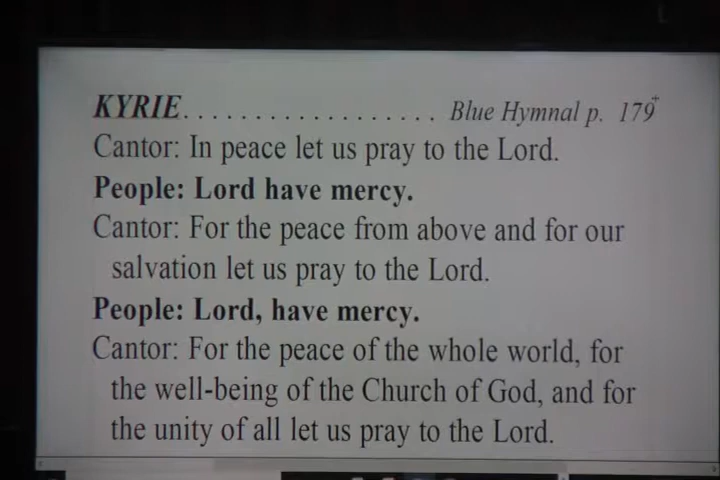 KYRIE.................. Blue Hymnal p. 179
Cantor: In peace let us pray to the Lord.
People: Lord have mercy.
Cantor: For the peace from above and for our
salvation let us pray to the Lord.
People: Lord, have mercy.
Cantor: For the peace of the whole world, for
the well-being of the Church of God, and for
the unity of all let us pray to the Lord.